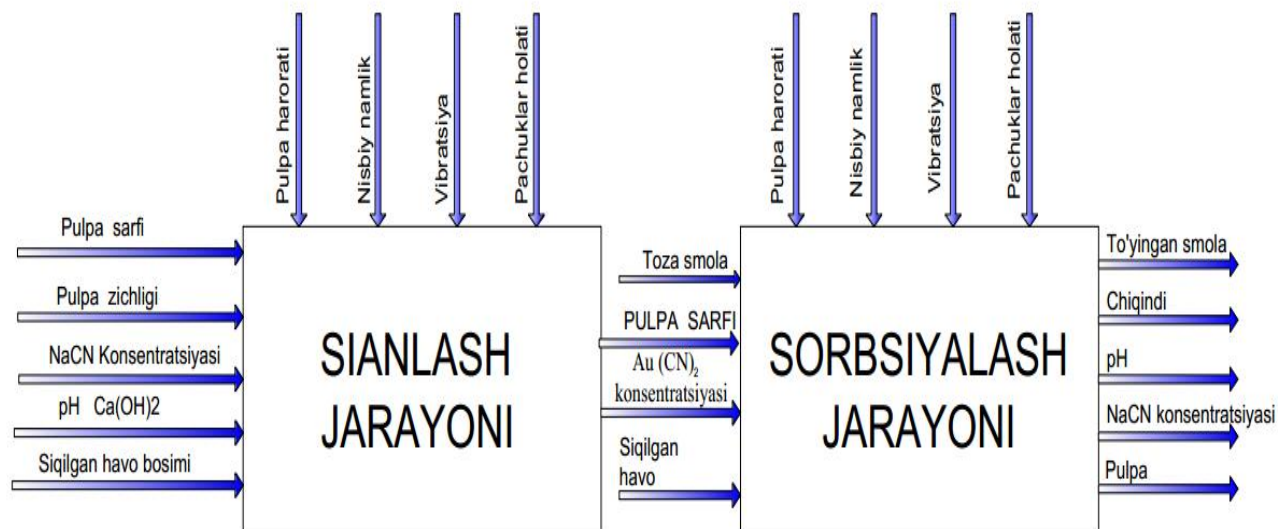 Pulpa harorati
Nisbiy namlik
Vibratsiya
Pachuklar holati
Pulpa harorati
Nisbiy namlik
Vibratsiya
Pachuklar holati
Pulpa sarfi
Pulpa zichligi
NaCN Konsentratsiyasi
pH Ca(OH)2
Siqilgan havo bosimi
SIANLASH
JARAYONI
Toza smola
PULPA SARFI
Au (CN)₂
konsentratsiyasi
Siqilgan
havo
SORBSIYALASH
JARAYONI
To'yingan smola
Chiqindi
pH
NaCN konsentratsiyasi
Pulpa